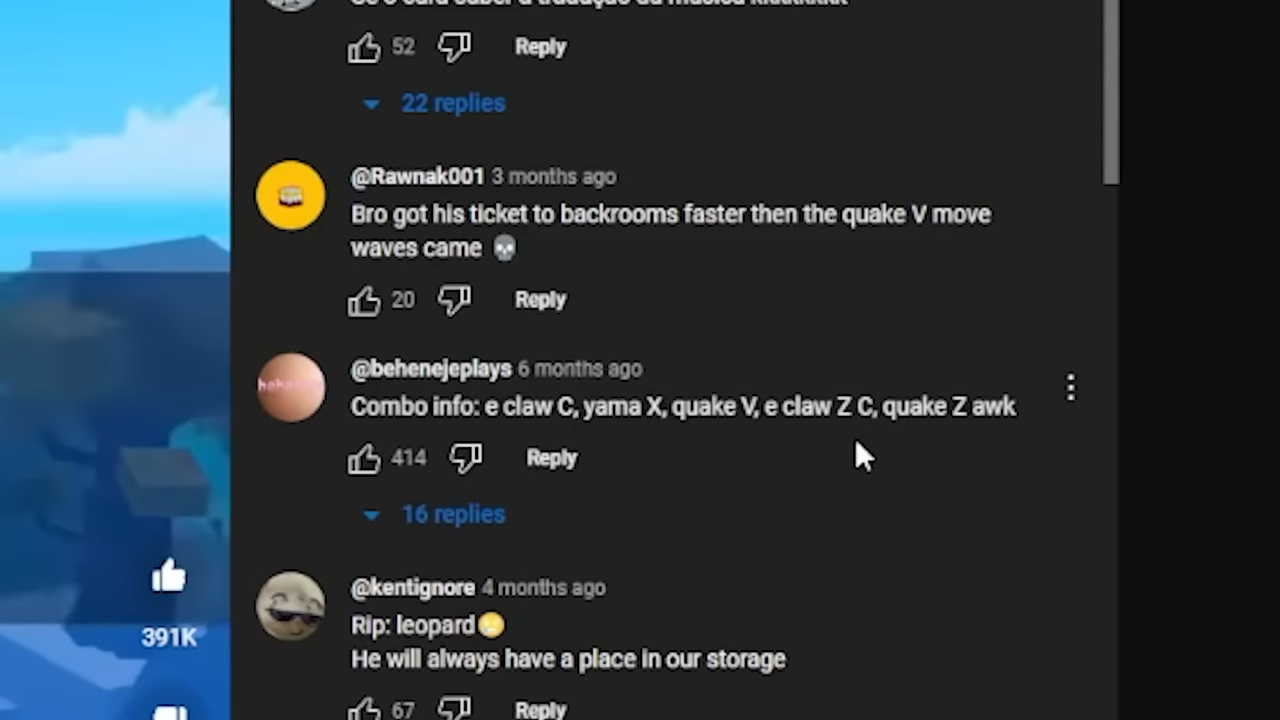 52 Reply
22 replies
@Rawnak001 3 months ago
Bro got his ticket to backrooms faster then the quake V move
waves came 💀
20 Reply
@behenejeplays 6 months ago
Combo info: e claw C, yama X, quake V, e claw Z C, quake Z awk
414 Reply
16 replies
@kentignore 4 months ago
Rip: leopard😢
He will always have a place in our storage
67 Reply
391K